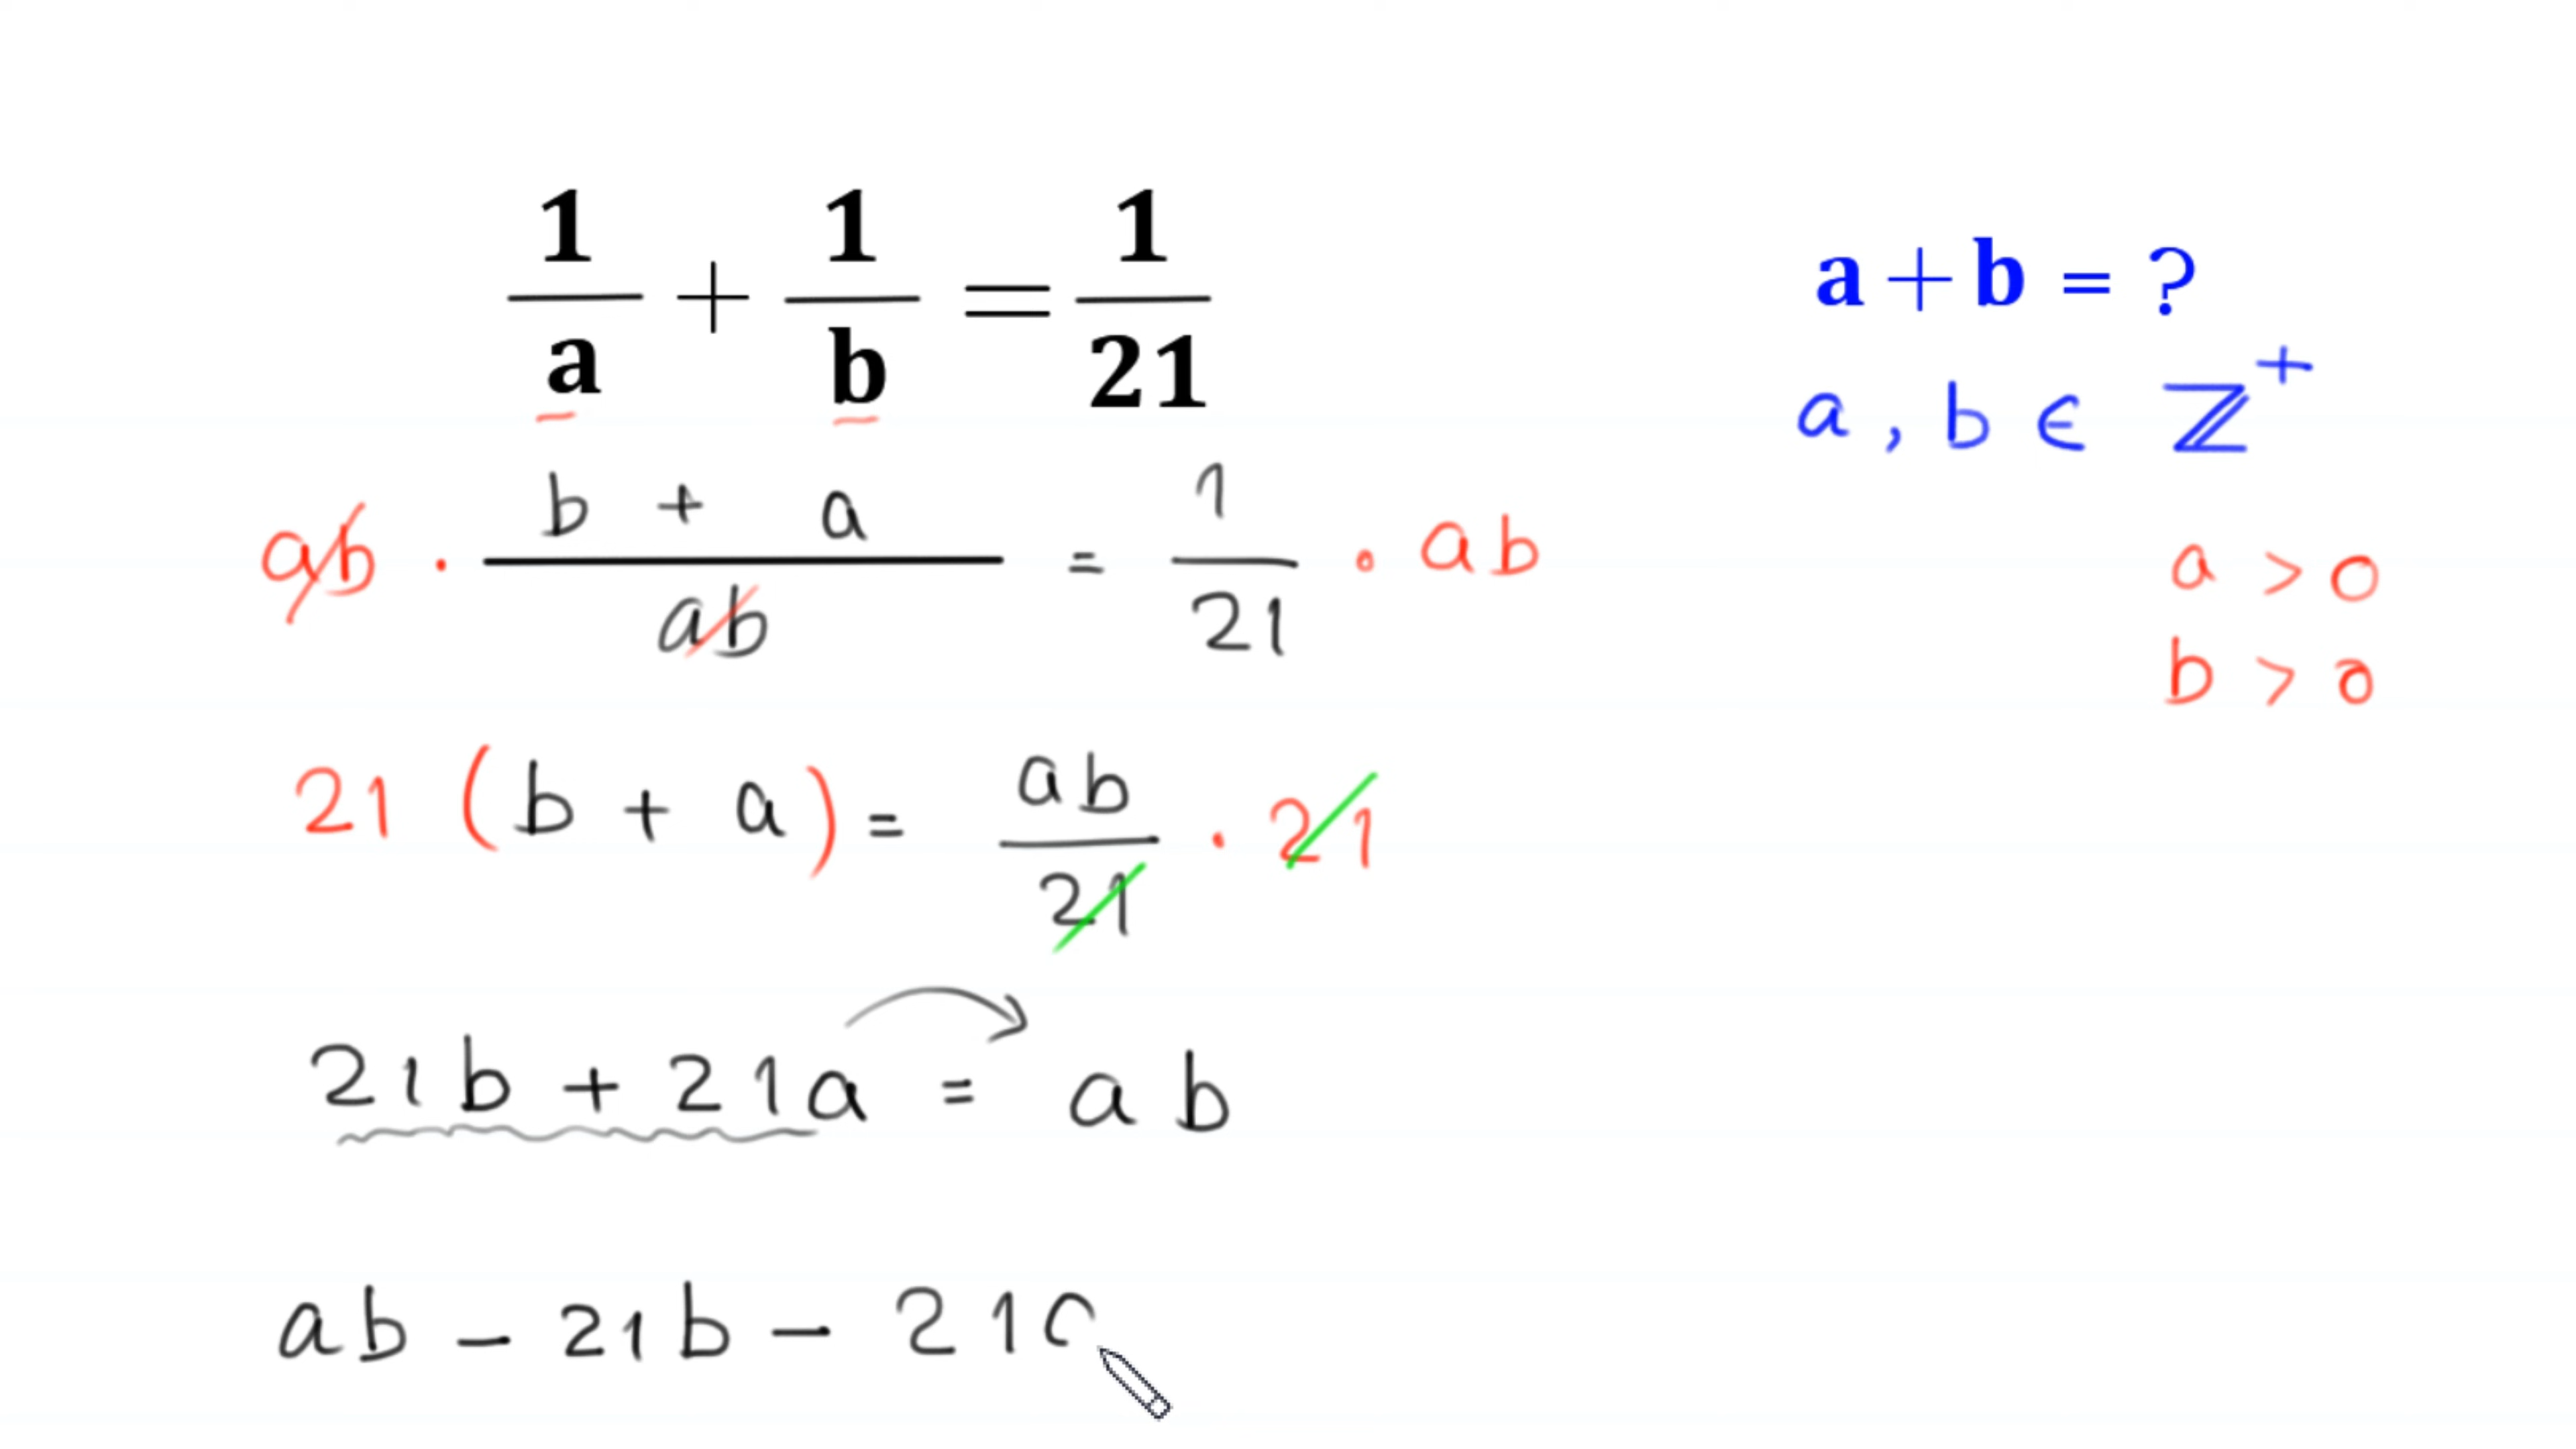 1/a + 1/b = 1/21
a + b = ?
a, b ∈ ℤ⁺
ab · (b + a)/ab = 1/21 · ab
a > 0
b > 0
21 (b + a) = ab/21 · 21
21b + 21a = ab
ab - 21b - 21